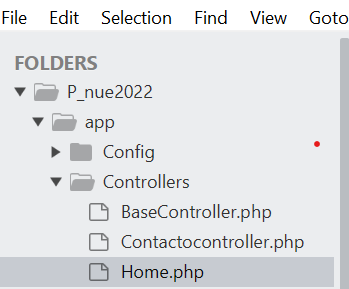 File Edit Selection Find View Goto
FOLDERS
P_nue2022
app
Config
Controllers
BaseController.php
Contactocontroller.php
Home.php